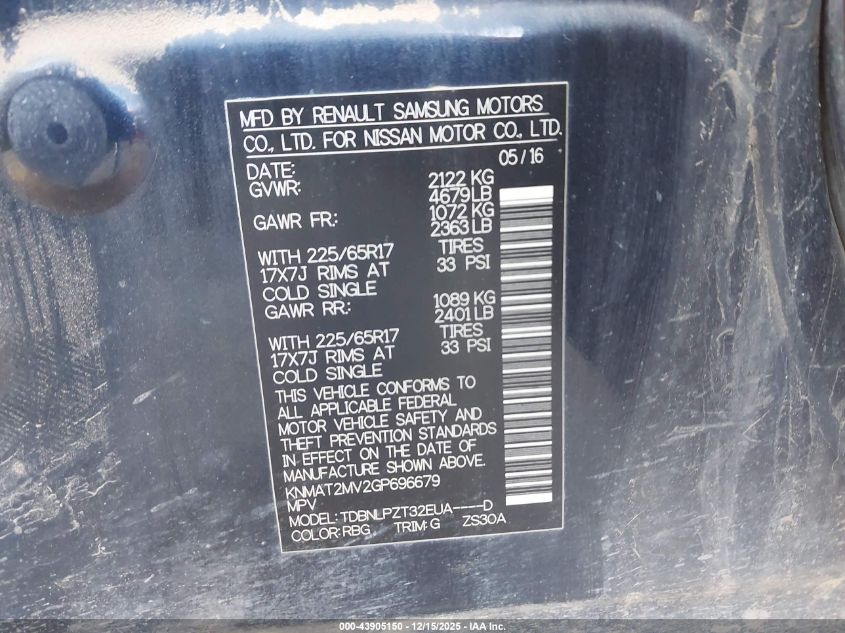 MFD BY RENAULT SAMSUNG MOTORS
CO., LTD. FOR NISSAN MOTOR CO., LTD.
DATE: 05/16
GVWR: 2122 KG
4679 LB
GAWR FR: 1072 KG
2363 LB
WITH 225/65R17 TIRES
17X7J RIMS AT 33 PSI
COLD SINGLE
GAWR RR: 1089 KG
2401 LB
WITH 225/65R17 TIRES
17X7J RIMS AT 33 PSI
COLD SINGLE
THIS VEHICLE CONFORMS TO
ALL APPLICABLE FEDERAL
MOTOR VEHICLE SAFETY AND
THEFT PREVENTION STANDARDS
IN EFFECT ON THE DATE OF
MANUFACTURE SHOWN ABOVE.
KNMAT2MV2GP696679
MPV
MODEL: TDBNLPZT32EUA----D
COLOR: RBG TRIM: G ZS30A
000-43905150 - 12/15/2025 - IAA Inc.